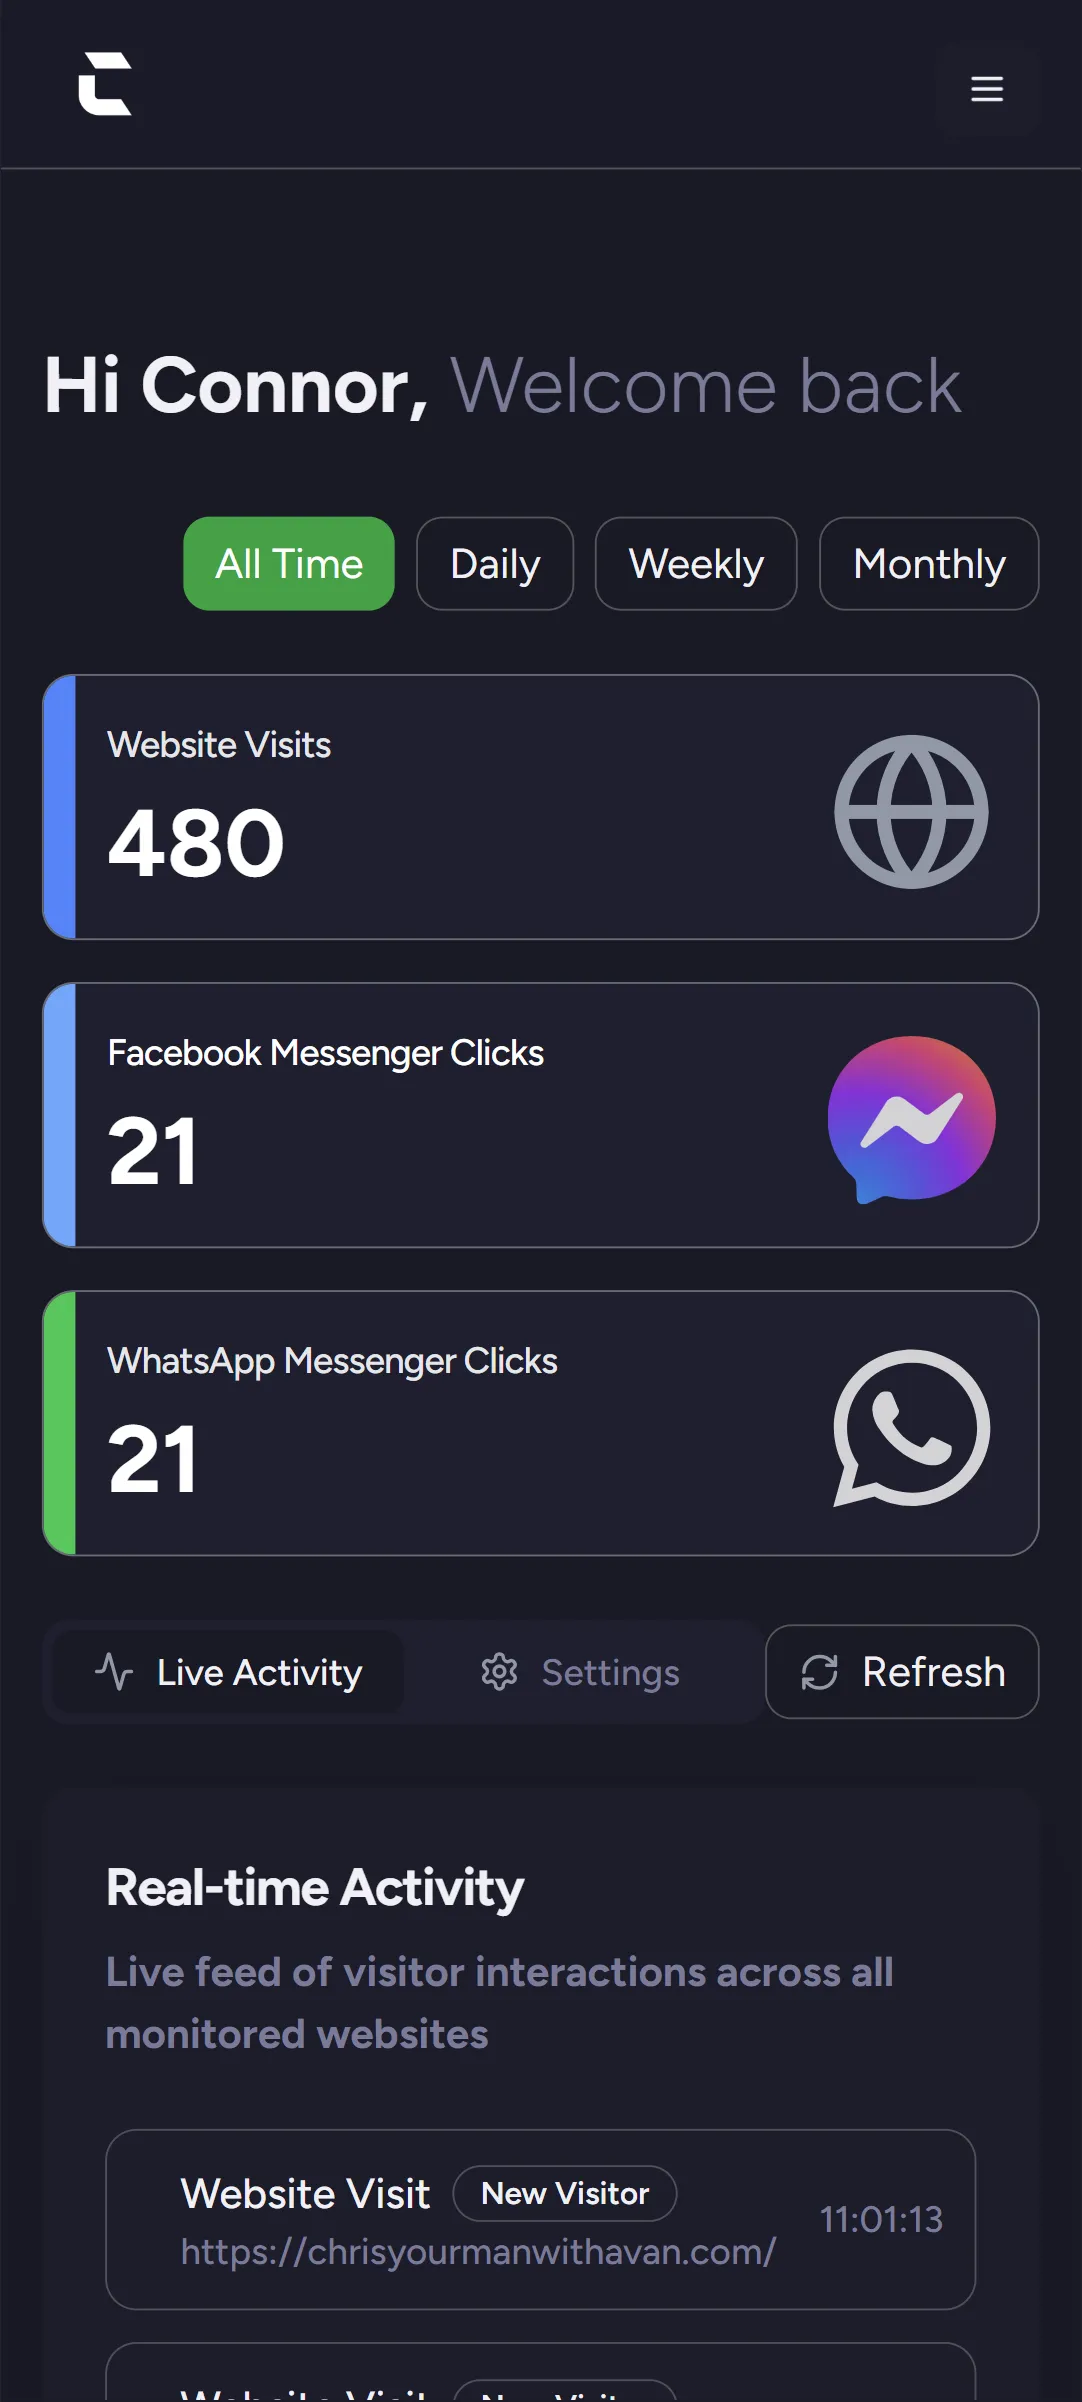 Hi Connor, Welcome back
All Time Daily Weekly Monthly
Website Visits
480
Facebook Messenger Clicks
21
WhatsApp Messenger Clicks
21
Live Activity Settings Refresh
Real-time Activity
Live feed of visitor interactions across all
monitored websites
Website Visit New Visitor
11:01:13
https://chrisyourmanwithavan.com/